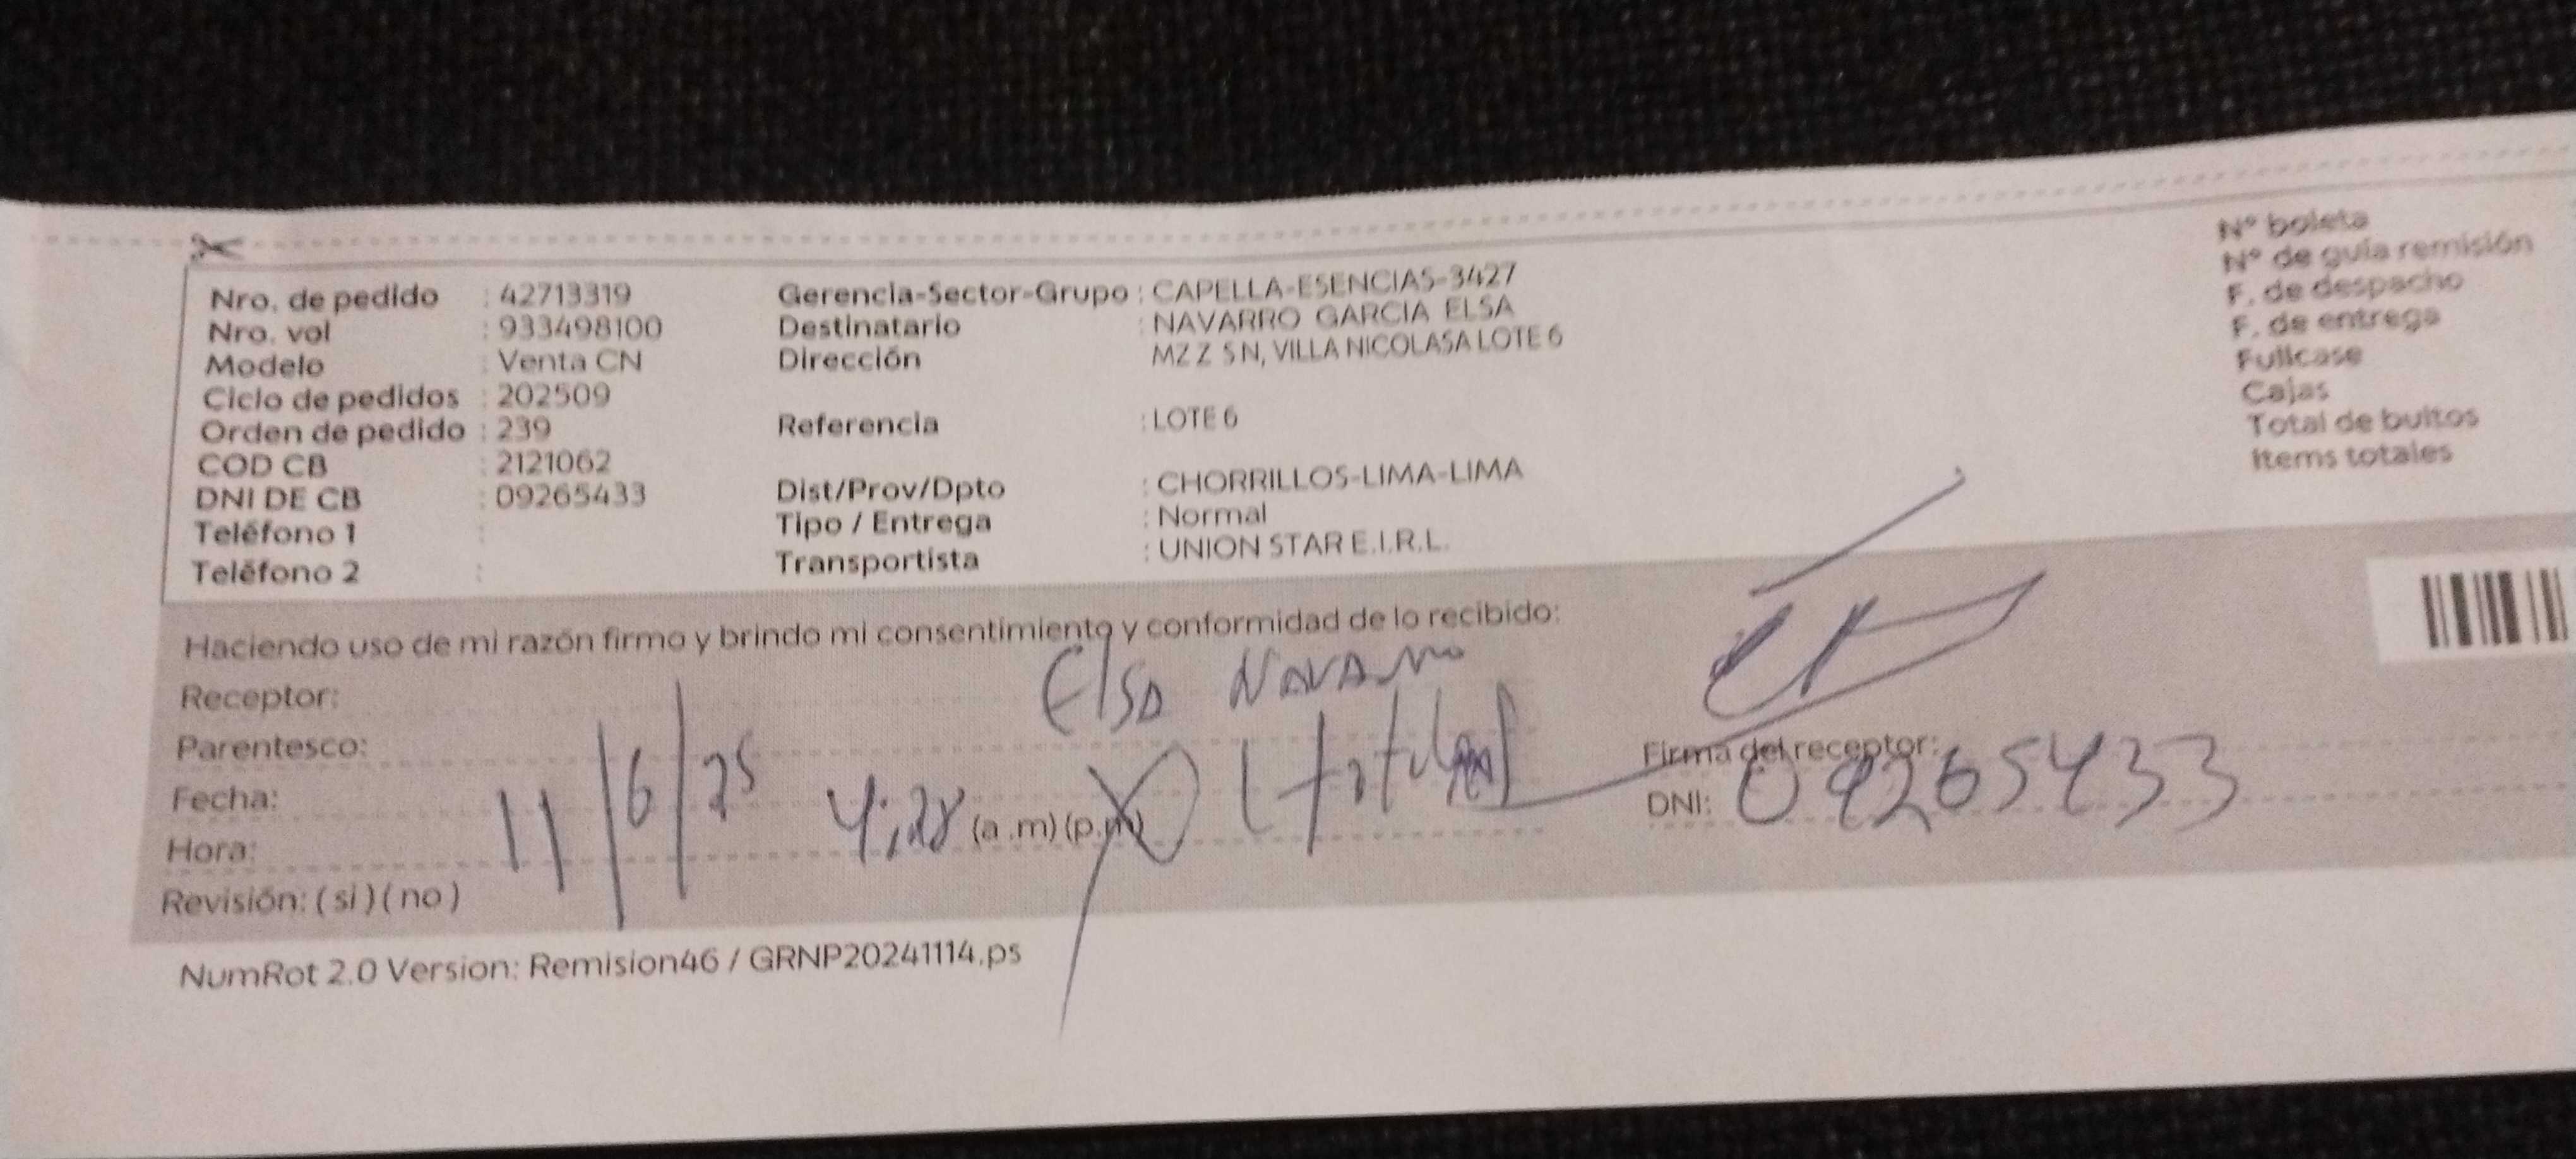 Nro. de pedido : 42713319
Nro. vol : 933498100
Modelo : Venta CN
Ciclo de pedidos : 202509
Orden de pedido : 239
COD CB : 2121062
DNI DE CB : 09265433
Teléfono 1 :
Teléfono 2 :
Gerencia-Sector-Grupo : CAPELLA-ESENCIAS-3427
Destinatario : NAVARRO GARCIA ELSA
Dirección MZ Z SN, VILLA NICOLASA LOTE 6
Referencia : LOTE 6
Dist/Prov/Dpto : CHORRILLOS-LIMA-LIMA
Tipo / Entrega : Normal
Transportista : UNION STAR E.I.R.L.
N° boleta
N° de guía remisión
F. de despacho
F. de entrega
Fullcase
Cajas
Total de bultos
Items totales
Haciendo uso de mi razón firmo y brindo mi consentimiento y conformidad de lo recibido:
Receptor: Elsa Navarro
Parentesco: titular
Fecha: 11/6/25
Hora: 4:28 (a.m) (p.m)
Revisión: ( si ) ( no )
Firma del receptor:
DNI: 09265433
NumRot 2.0 Version: Remision46 / GRNP20241114.ps